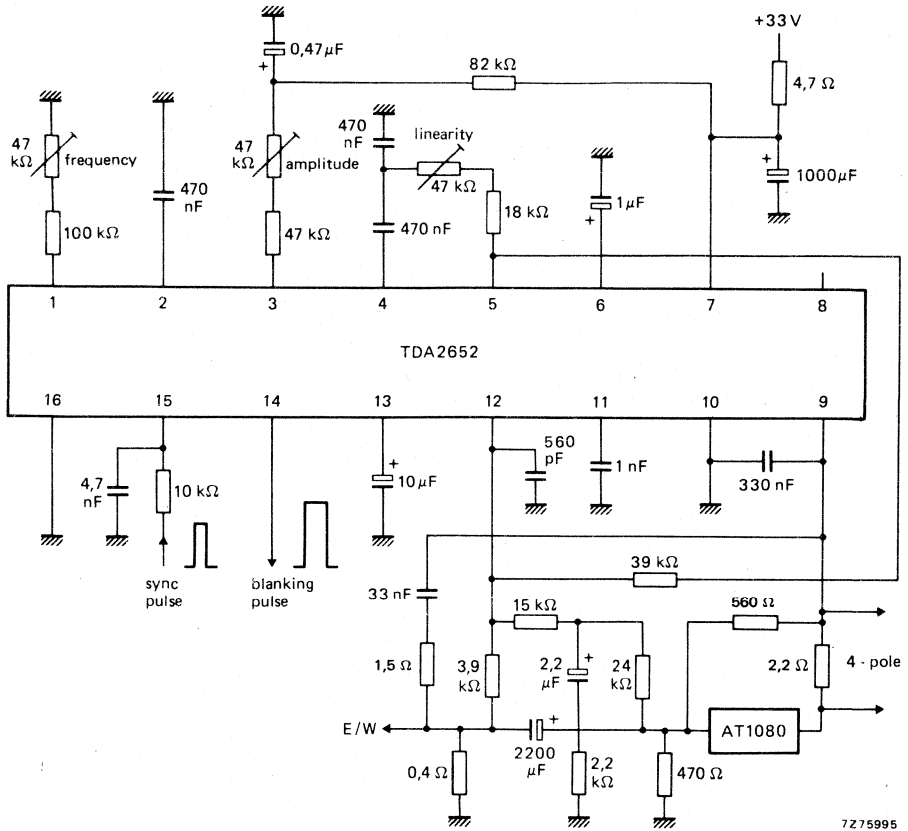 +33 V
0,47 µF
+
82 kΩ
4,7 Ω
47 kΩ
frequency
470 nF
47 kΩ
amplitude
470 nF
linearity
47 kΩ
+
1000 µF
1 µF
+
100 kΩ
47 kΩ
470 nF
18 kΩ
1 2 3 4 5 6 7 8
TDA2652
16 15 14 13 12 11 10 9
4,7 nF
10 kΩ
+
10 µF
560 pF
1 nF
330 nF
sync pulse
blanking pulse
39 kΩ
33 nF
15 kΩ
560 Ω
1,5 Ω
3,9 kΩ
2,2 µF
+
24 kΩ
2,2 Ω
4 - pole
E/W
+
2200 µF
AT1080
0,4 Ω
2,2 kΩ
470 Ω
7Z75995